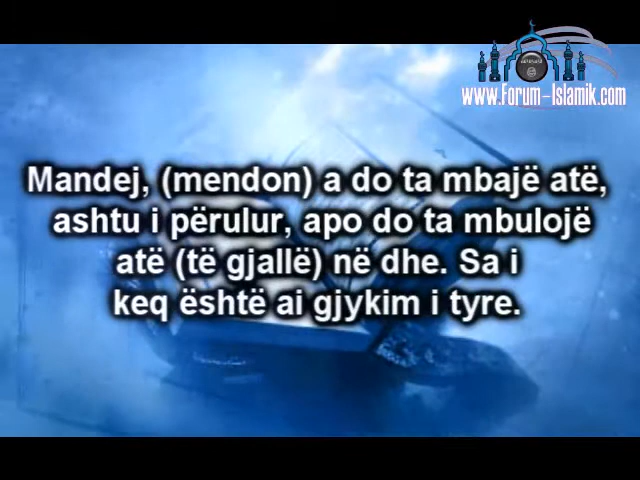 www.Forum-Islamik.com
Mandej, (mendon) a do ta mbajë atë,
ashtu i përulur, apo do ta mbulojë
atë (të gjallë) në dhe. Sa i
keq është ai gjykim i tyre.